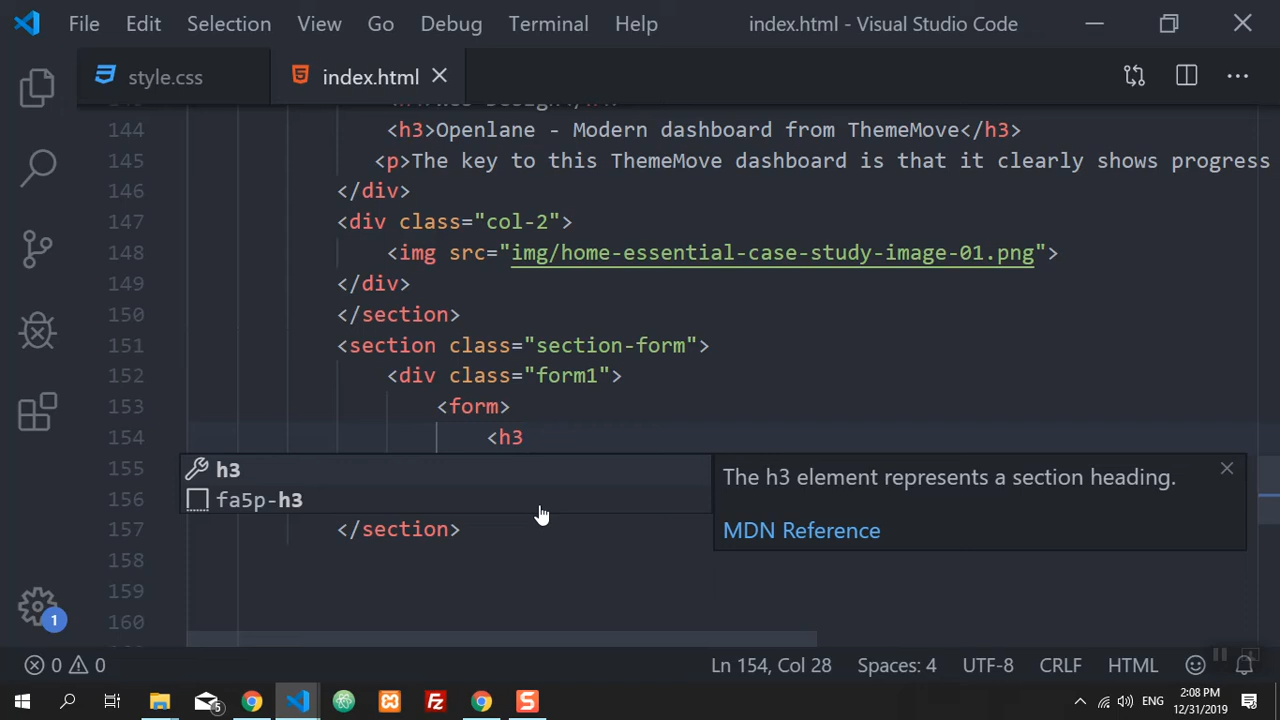 File Edit Selection View Go Debug Terminal Help index.html - Visual Studio Code
style.css index.html
144 <h3>Openlane - Modern dashboard from ThemeMove</h3>
145 <p>The key to this ThemeMove dashboard is that it clearly shows progress
146 </div>
147 <div class="col-2">
148 <img src="img/home-essential-case-study-image-01.png">
149 </div>
150 </section>
151 <section class="section-form">
152 <div class="form1">
153 <form>
154 <h3
155 h3 The h3 element represents a section heading.
156 fa5p-h3
MDN Reference
157 </section>
158
159
160
1
0 0 Ln 154, Col 28 Spaces: 4 UTF-8 CRLF HTML
5 ENG 2:08 PM
12/31/2019